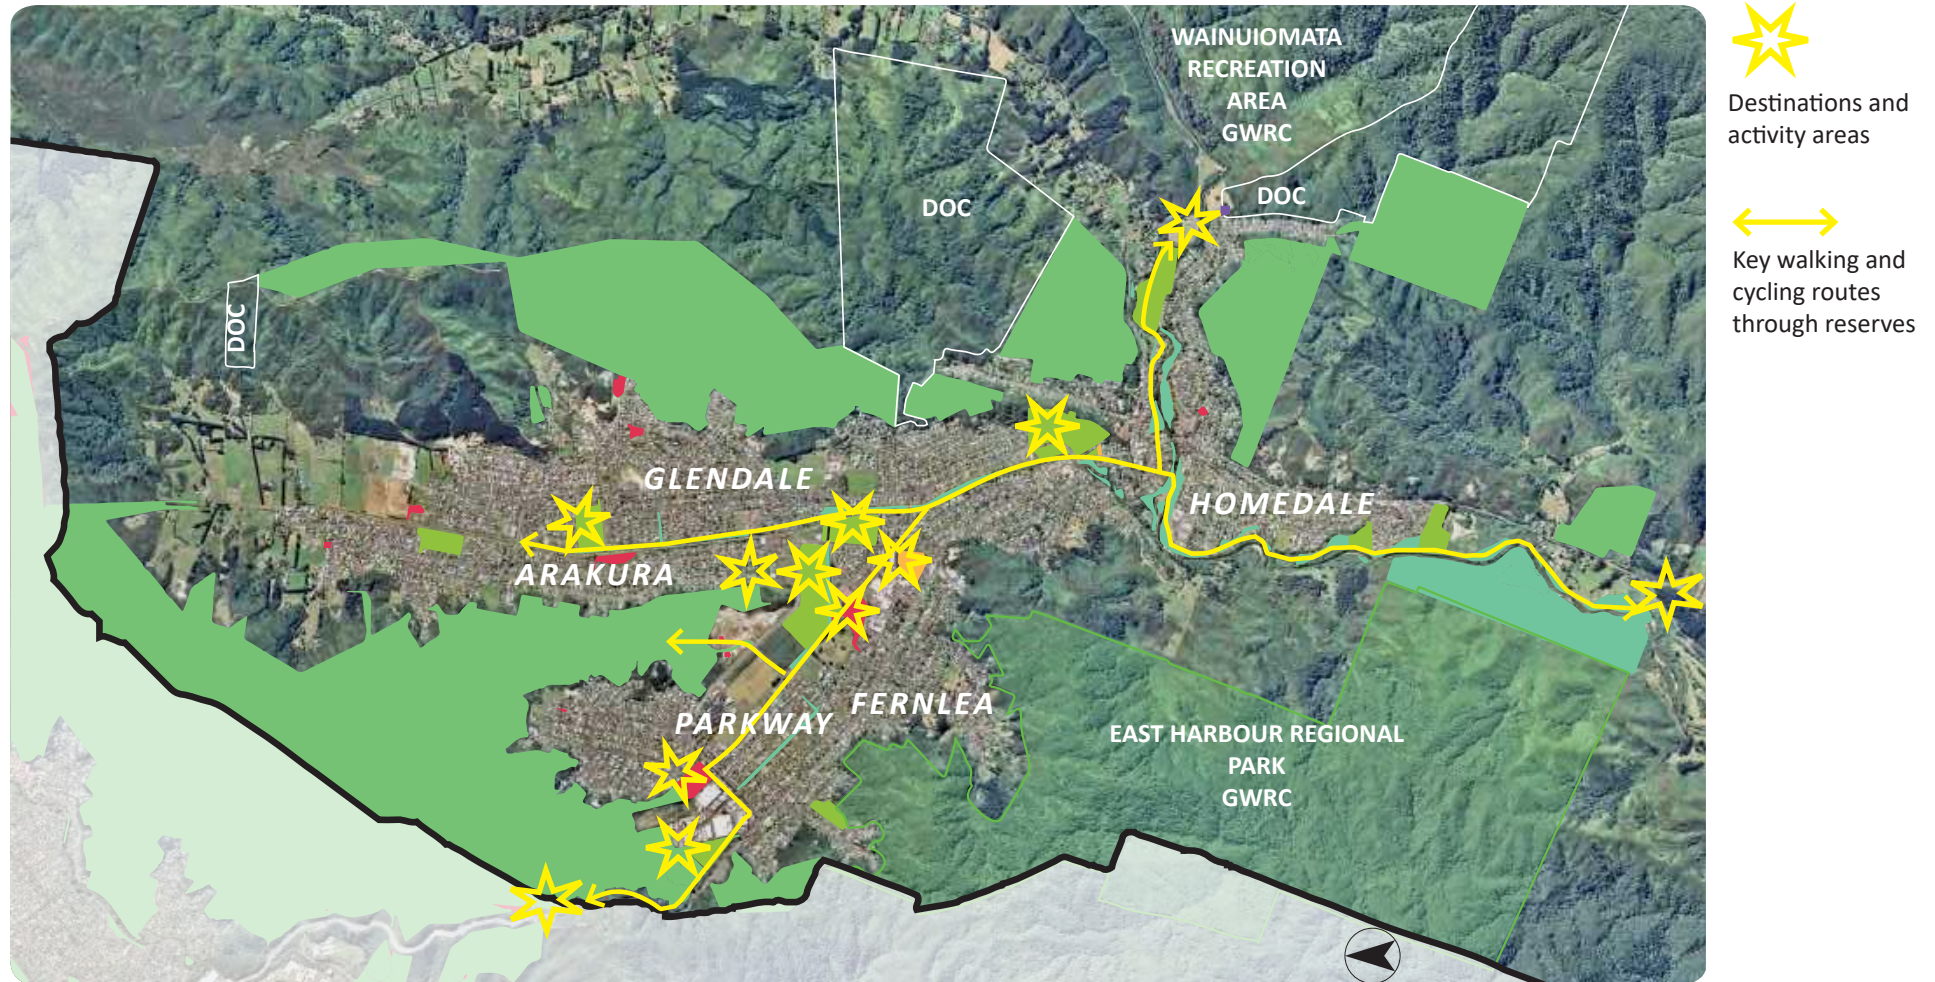 WAINUIOMATA
RECREATION
AREA
GWRC
DOC
DOC
DOC
GLENDALE
HOMEDALE
ARAKURA
FERNLEA
PARKWAY
EAST HARBOUR REGIONAL
PARK
GWRC
Destinations and
activity areas
Key walking and
cycling routes
through reserves